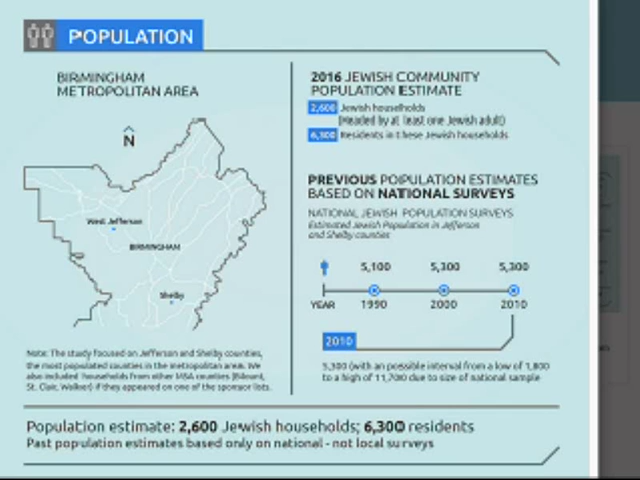 POPULATION
BIRMINGHAM
METROPOLITAN AREA
N
West Jefferson
BIRMINGHAM
Shelby
Note: The study focused on Jefferson and Shelby counties,
the most populated counties in the metropolitan area. We
also included households from other MSA counties (Blount,
St. Clair, Walker) if they appeared on one of the sponsor lists.
2016 JEWISH COMMUNITY
POPULATION ESTIMATE
2,600 Jewish households
(Headed by at least one Jewish adult)
6,300 Residents in these Jewish households
PREVIOUS POPULATION ESTIMATES
BASED ON NATIONAL SURVEYS
NATIONAL JEWISH POPULATION SURVEYS
Estimated Jewish Population in Jefferson
and Shelby counties
5,100 5,300 5,300
YEAR 1990 2000 2010
2010
5,300 (with an possible interval from a low of 1,800
to a high of 11,700 due to size of national sample
Population estimate: 2,600 Jewish households; 6,300 residents
Past population estimates based only on national - not local surveys